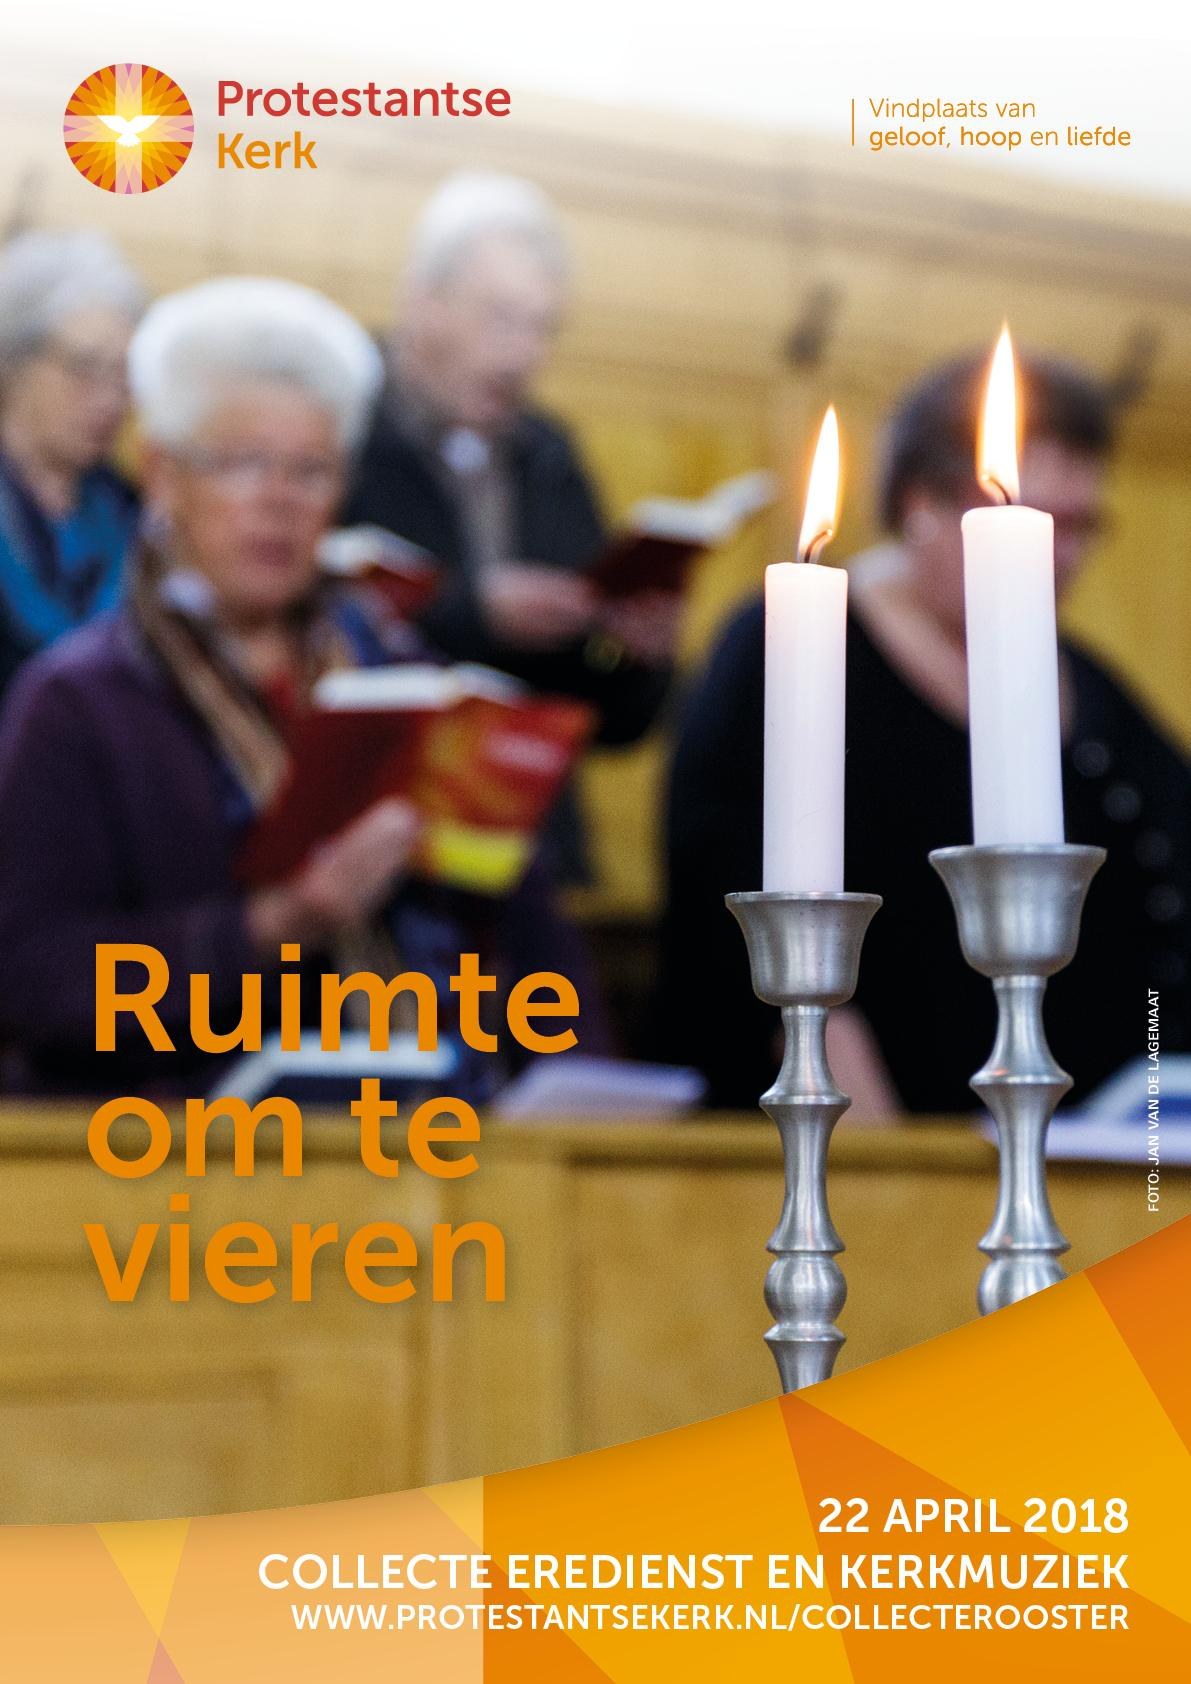 Protestantse
Kerk
Vindplaats van
geloof, hoop en liefde
Ruimte
om te
vieren
FOTO: JAN VAN DE LAGEMAAT
22 APRIL 2018
COLLECTE EREDIENST EN KERKMUZIEK
WWW.PROTESTANTSEKERK.NL/COLLECTEROOSTER